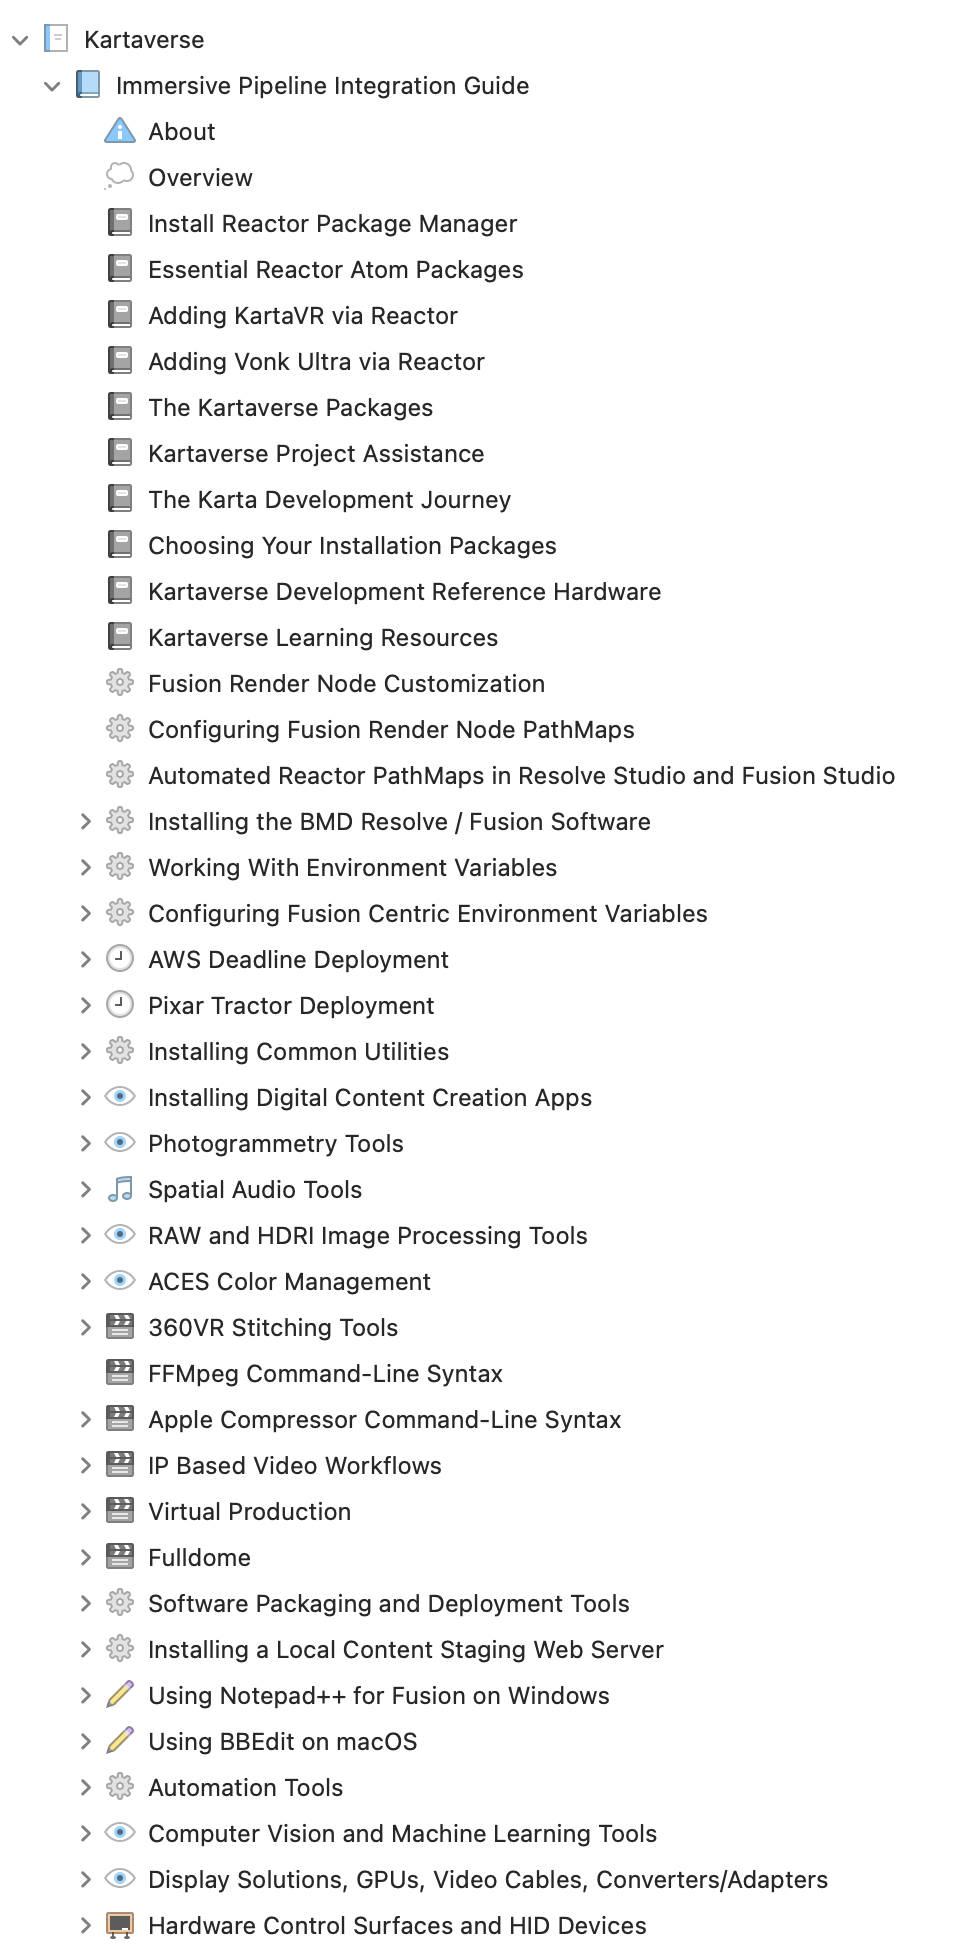 Kartaverse
Immersive Pipeline Integration Guide
About
Overview
Install Reactor Package Manager
Essential Reactor Atom Packages
Adding KartaVR via Reactor
Adding Vonk Ultra via Reactor
The Kartaverse Packages
Kartaverse Project Assistance
The Karta Development Journey
Choosing Your Installation Packages
Kartaverse Development Reference Hardware
Kartaverse Learning Resources
Fusion Render Node Customization
Configuring Fusion Render Node PathMaps
Automated Reactor PathMaps in Resolve Studio and Fusion Studio
Installing the BMD Resolve / Fusion Software
Working With Environment Variables
Configuring Fusion Centric Environment Variables
AWS Deadline Deployment
Pixar Tractor Deployment
Installing Common Utilities
Installing Digital Content Creation Apps
Photogrammetry Tools
Spatial Audio Tools
RAW and HDRI Image Processing Tools
ACES Color Management
360VR Stitching Tools
FFMpeg Command-Line Syntax
Apple Compressor Command-Line Syntax
IP Based Video Workflows
Virtual Production
Fulldome
Software Packaging and Deployment Tools
Installing a Local Content Staging Web Server
Using Notepad++ for Fusion on Windows
Using BBEdit on macOS
Automation Tools
Computer Vision and Machine Learning Tools
Display Solutions, GPUs, Video Cables, Converters/Adapters
Hardware Control Surfaces and HID Devices